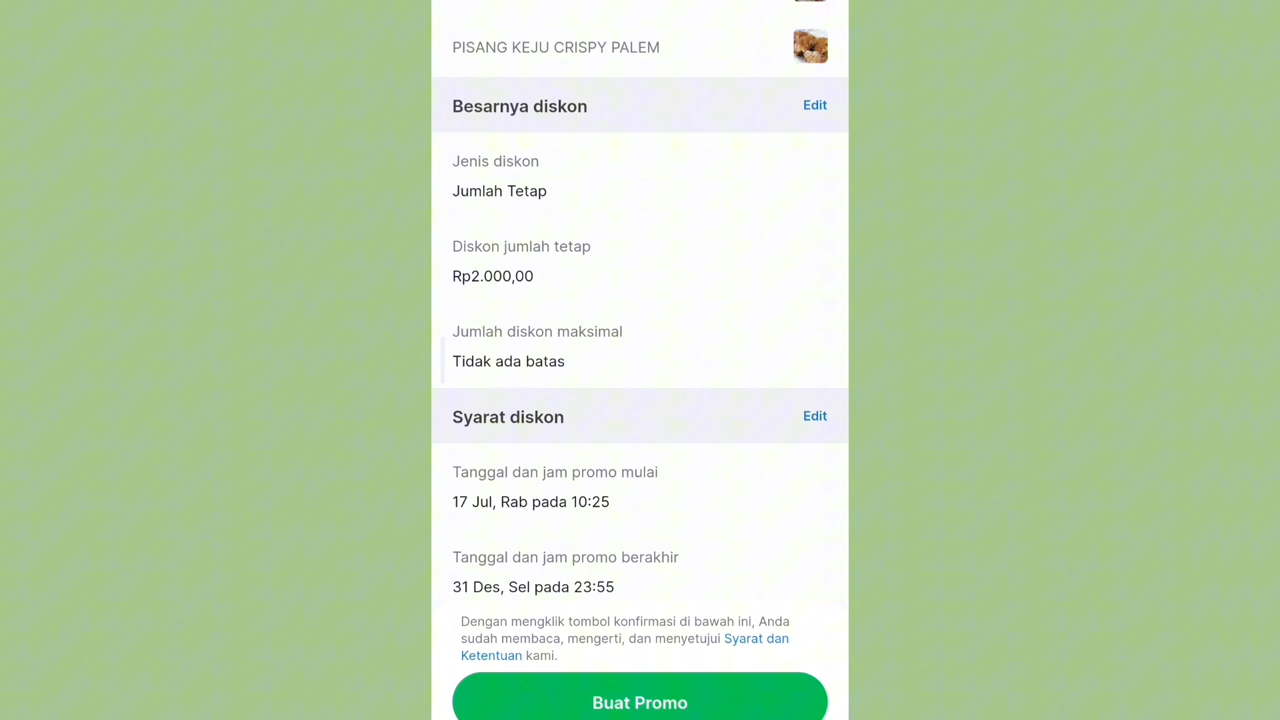 PISANG KEJU CRISPY PALEM
Besarnya diskon
Edit
Jenis diskon
Jumlah Tetap
Diskon jumlah tetap
Rp2.000,00
Jumlah diskon maksimal
Tidak ada batas
Syarat diskon
Edit
Tanggal dan jam promo mulai
17 Jul, Rab pada 10:25
Tanggal dan jam promo berakhir
31 Des, Sel pada 23:55
Dengan mengklik tombol konfirmasi di bawah ini, Anda
sudah membaca, mengerti, dan menyetujui Syarat dan
Ketentuan kami.
Buat Promo